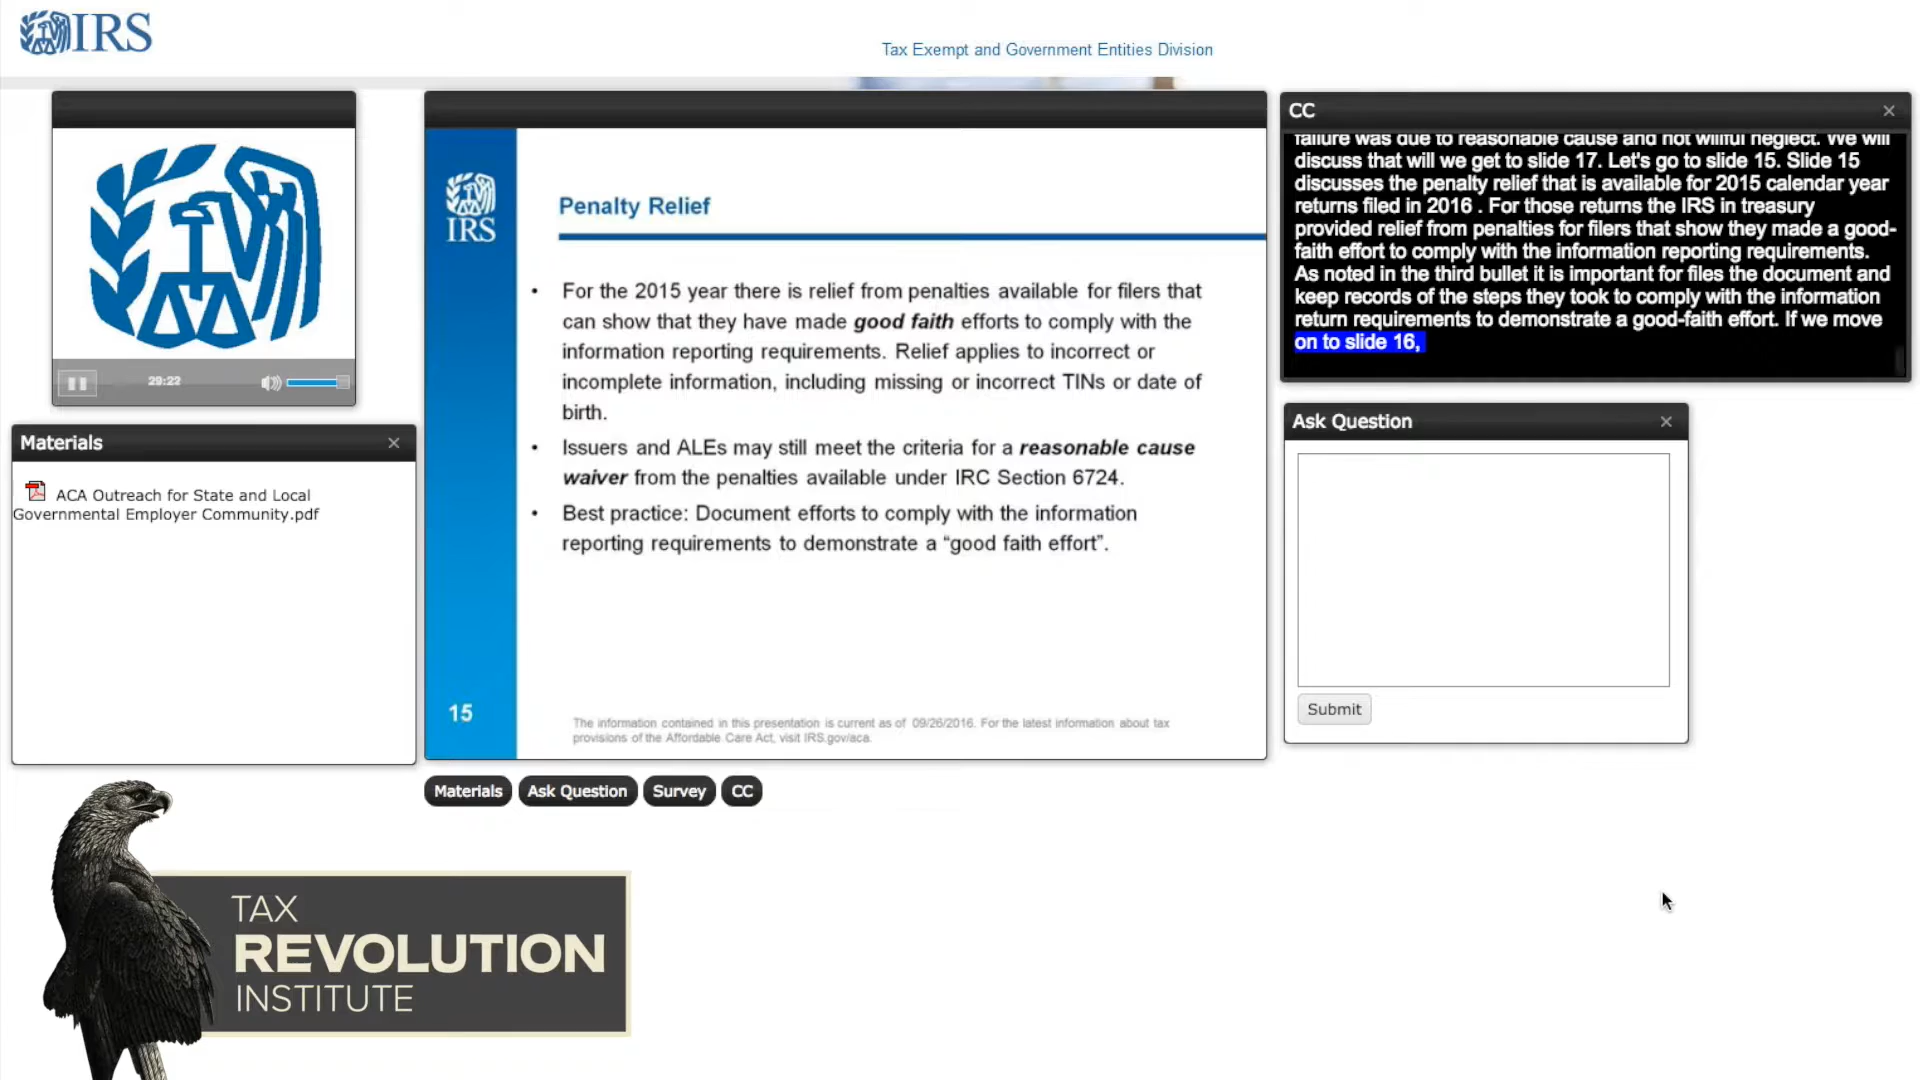 IRS
Tax Exempt and Government Entities Division
29:22
Materials
ACA Outreach for State and Local
Governmental Employer Community.pdf
IRS
Penalty Relief
• For the 2015 year there is relief from penalties available for filers that
can show that they have made good faith efforts to comply with the
information reporting requirements. Relief applies to incorrect or
incomplete information, including missing or incorrect TINs or date of
birth.
• Issuers and ALEs may still meet the criteria for a reasonable cause
waiver from the penalties available under IRC Section 6724.
• Best practice: Document efforts to comply with the information
reporting requirements to demonstrate a “good faith effort”.
15
The information contained in this presentation is current as of 09/26/2016. For the latest information about tax
provisions of the Affordable Care Act, visit IRS.gov/aca.
Materials Ask Question Survey CC
CC
failure was due to reasonable cause and not willful neglect. We will
discuss that will we get to slide 17. Let's go to slide 15. Slide 15
discusses the penalty relief that is available for 2015 calendar year
returns filed in 2016 . For those returns the IRS in treasury
provided relief from penalties for filers that show they made a good-
faith effort to comply with the information reporting requirements.
As noted in the third bullet it is important for files the document and
keep records of the steps they took to comply with the information
return requirements to demonstrate a good-faith effort. If we move
on to slide 16,
Ask Question
Submit
TAX
REVOLUTION
INSTITUTE